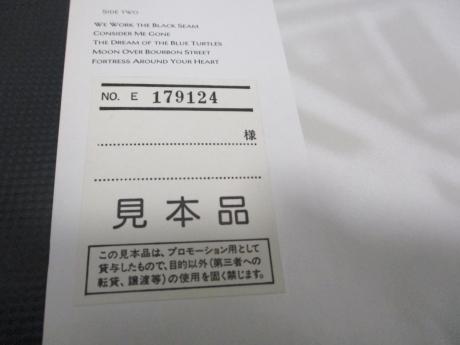 SIDE TWO
WE WORK THE BLACK SEAM
CONSIDER ME GONE
THE DREAM OF THE BLUE TURTLES
MOON OVER BOURBON STREET
FORTRESS AROUND YOUR HEART
NO. E 179124
様
見本品
この見本品は、プロモーション用として
貸与したもので、目的以外(第三者への
転貸、譲渡等)の使用を固く禁じます。